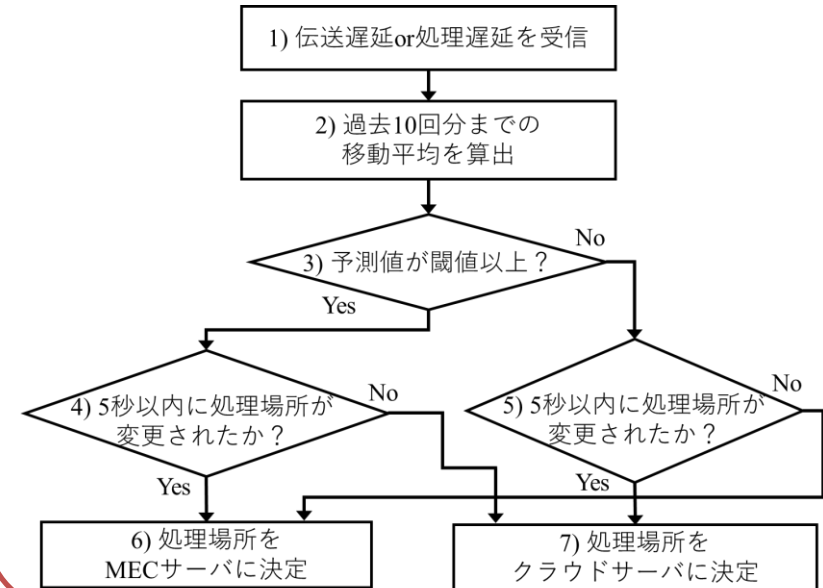 1) 伝送遅延or処理遅延を受信
2) 過去10回分までの
移動平均を算出
3) 予測値が閾値以上？
No
Yes
4) 5秒以内に処理場所が
変更されたか？
No
Yes
5) 5秒以内に処理場所が
変更されたか？
No
Yes
6) 処理場所を
MECサーバに決定
7) 処理場所を
クラウドサーバに決定